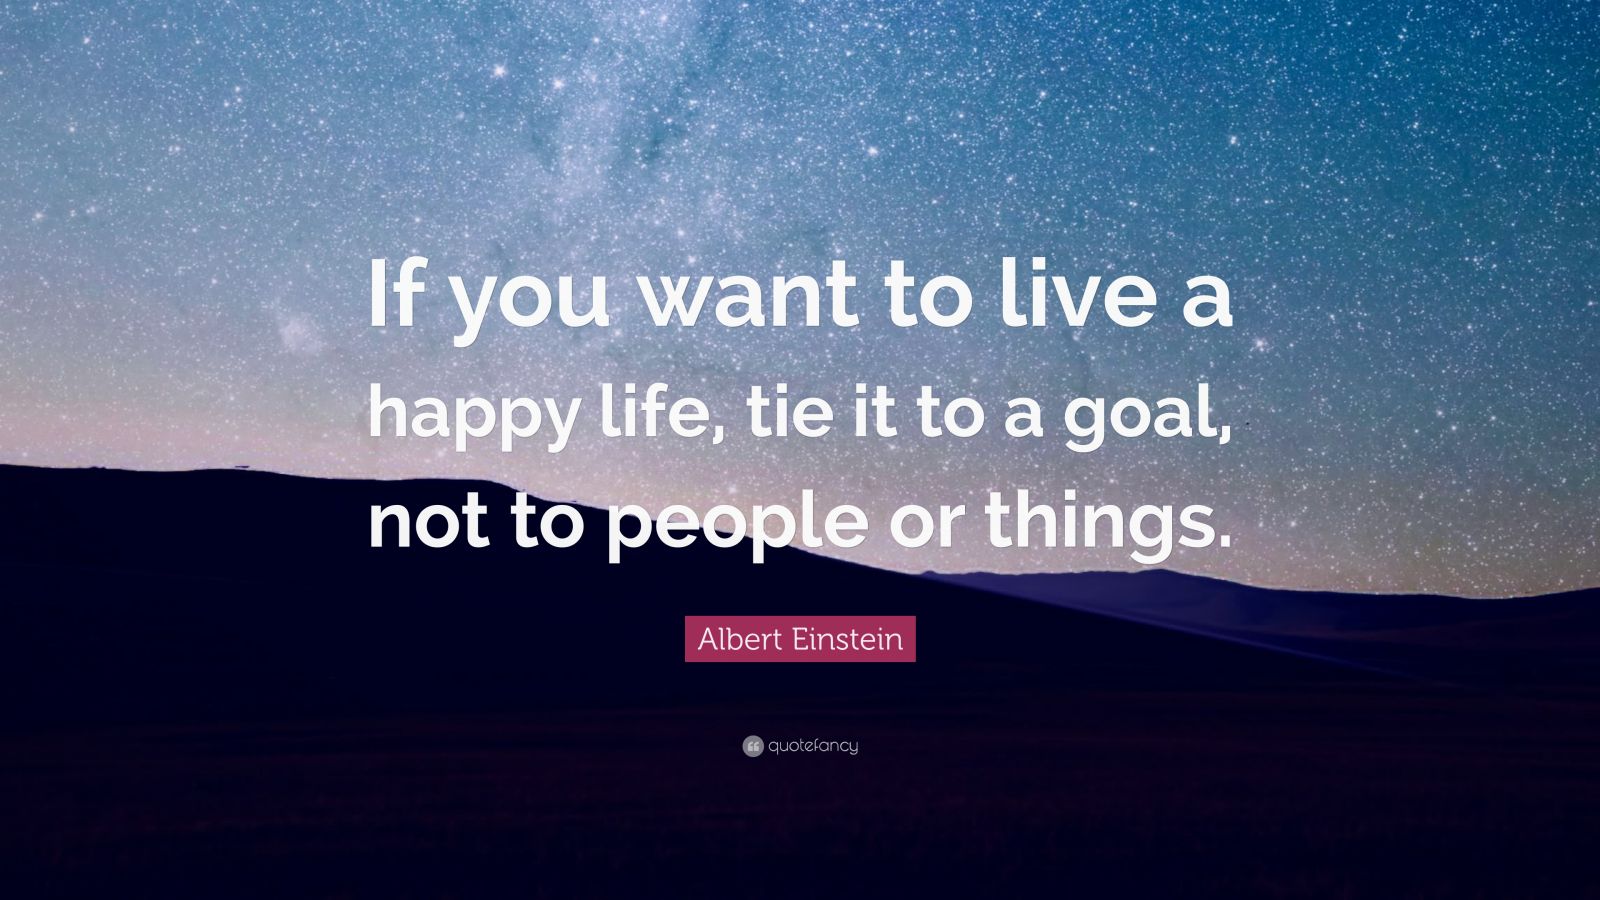 If you want to live a
happy life, tie it to a goal,
not to people or things.
Albert Einstein
quotefancy